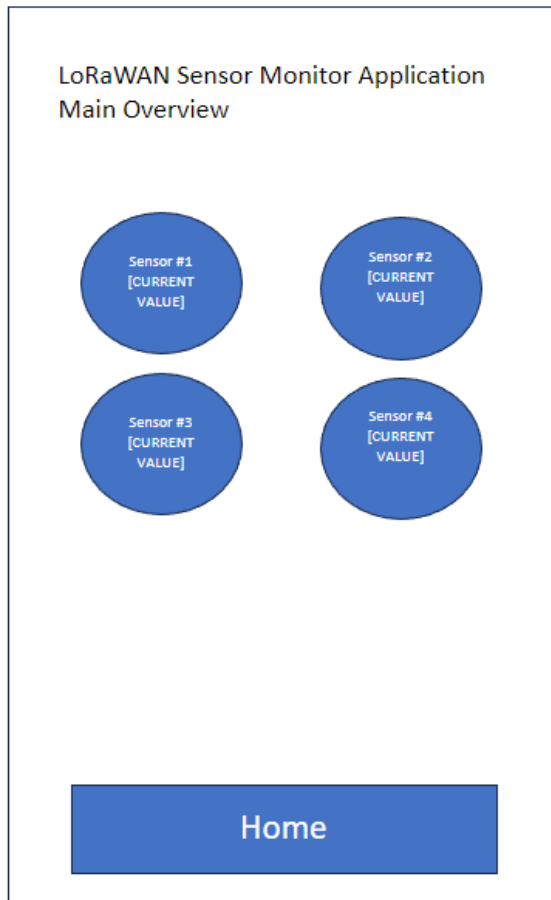 LoRaWAN Sensor Monitor Application
Main Overview
Sensor #1
[CURRENT
VALUE]
Sensor #2
[CURRENT
VALUE]
Sensor #3
[CURRENT
VALUE]
Sensor #4
[CURRENT
VALUE]
Home